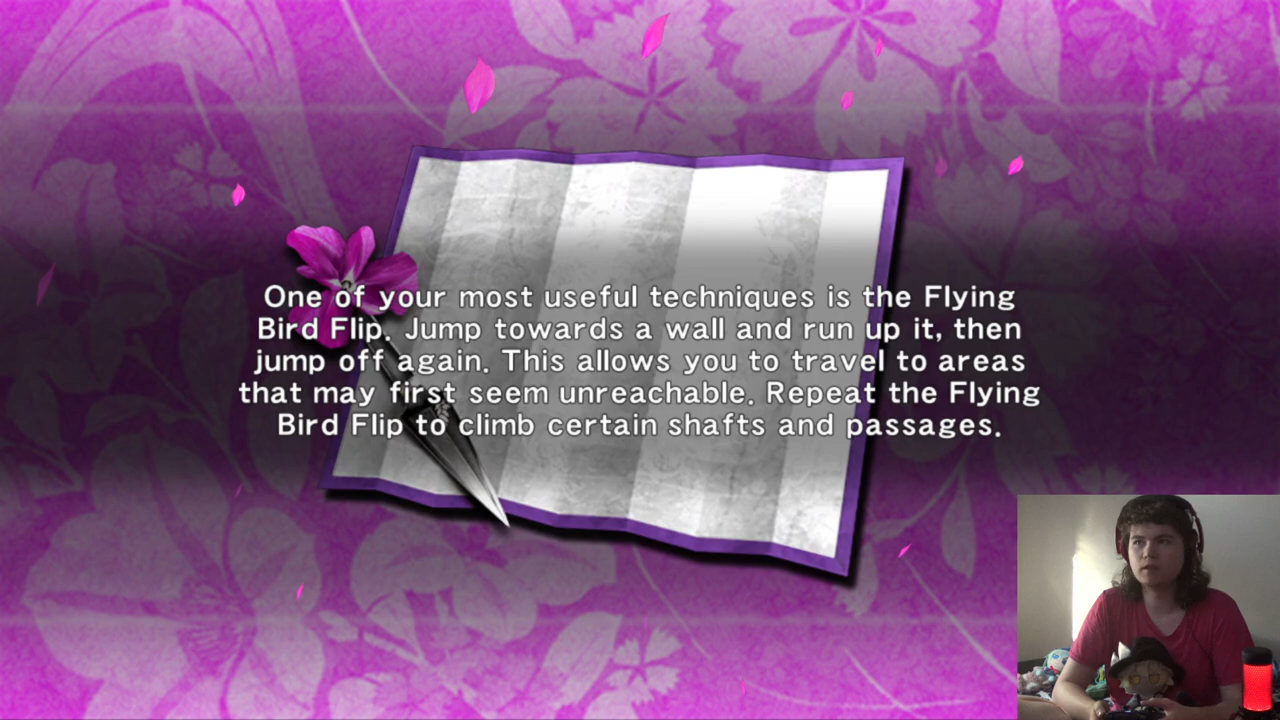 One of your most useful techniques is the Flying
Bird Flip. Jump towards a wall and run up it, then
jump off again. This allows you to travel to areas
that may first seem unreachable. Repeat the Flying
Bird Flip to climb certain shafts and passages.